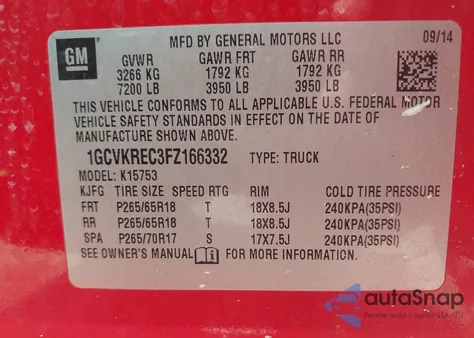 GM
MFD BY GENERAL MOTORS LLC 09/14
GVWR GAWR FRT GAWR RR
3266 KG 1792 KG 1792 KG
7200 LB 3950 LB 3950 LB
THIS VEHICLE CONFORMS TO ALL APPLICABLE U.S. FEDERAL MOTOR
VEHICLE SAFETY STANDARDS IN EFFECT ON THE DATE OF
MANUFACTURE SHOWN ABOVE.
1GCVKREC3FZ166332 TYPE: TRUCK
MODEL: K15753
KJFG TIRE SIZE SPEED RTG RIM COLD TIRE PRESSURE
FRT P265/65R18 T 18X8.5J 240KPA(35PSI)
RR P265/65R18 T 18X8.5J 240KPA(35PSI)
SPA P265/70R17 S 17X7.5J 240KPA(35PSI)
SEE OWNER'S MANUAL FOR MORE INFORMATION.
autoSnap